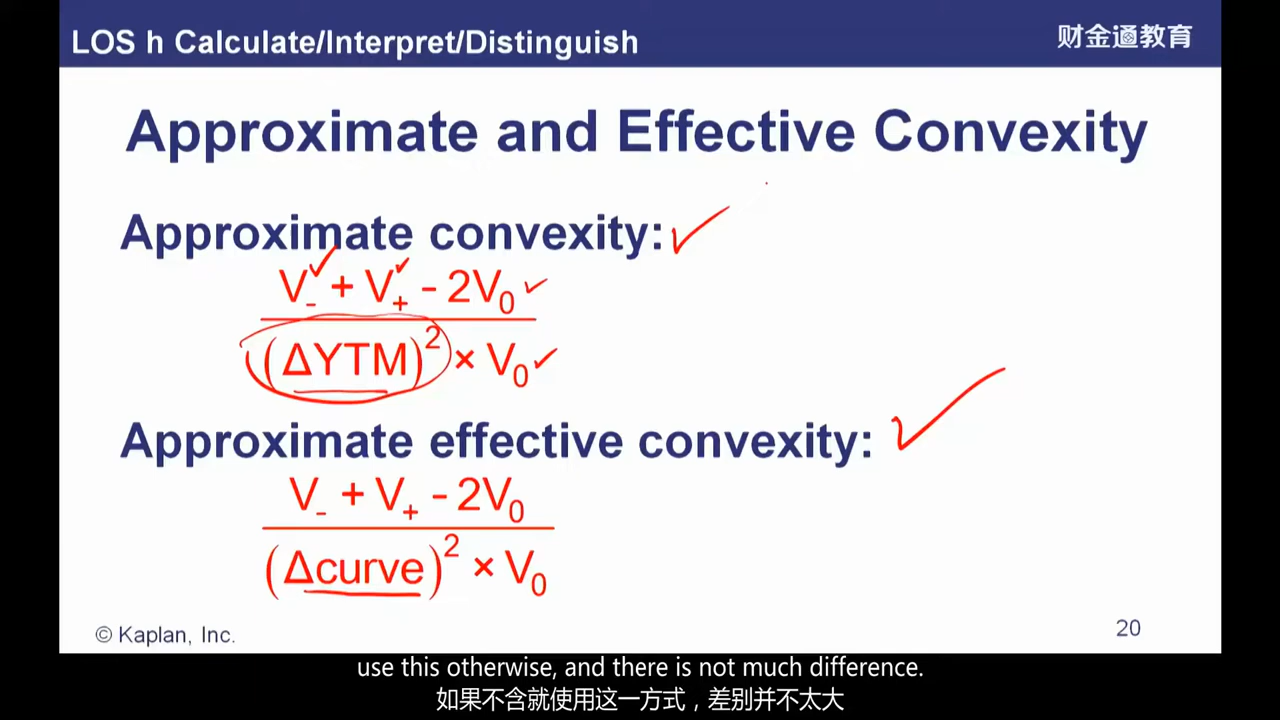 LOS h Calculate/Interpret/Distinguish
财金通教育
Approximate and Effective Convexity
Approximate convexity:
V₋ + V₊ - 2V₀
(ΔYTM)² × V₀
Approximate effective convexity:
V₋ + V₊ - 2V₀
(Δcurve)² × V₀
© Kaplan, Inc.
20
use this otherwise, and there is not much difference.
如果不含就使用这一方式，差别并不太大